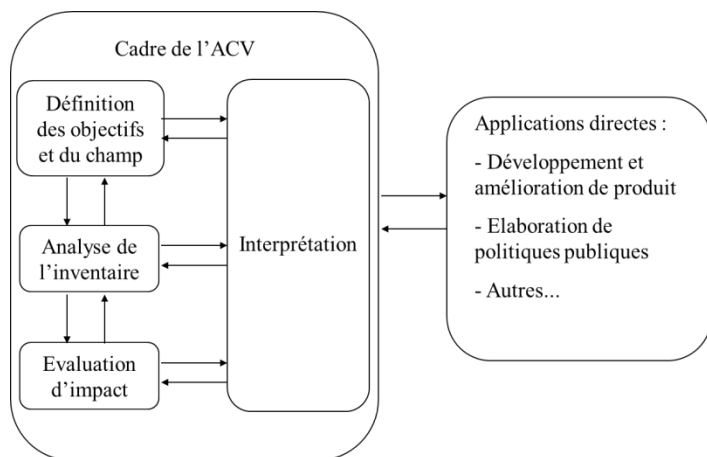 Cadre de l’ACV
Définition
des objectifs
et du champ
Analyse de
l’inventaire
Evaluation
d’impact
Interprétation
Applications directes :
- Développement et
amélioration de produit
- Elaboration de
politiques publiques
- Autres...